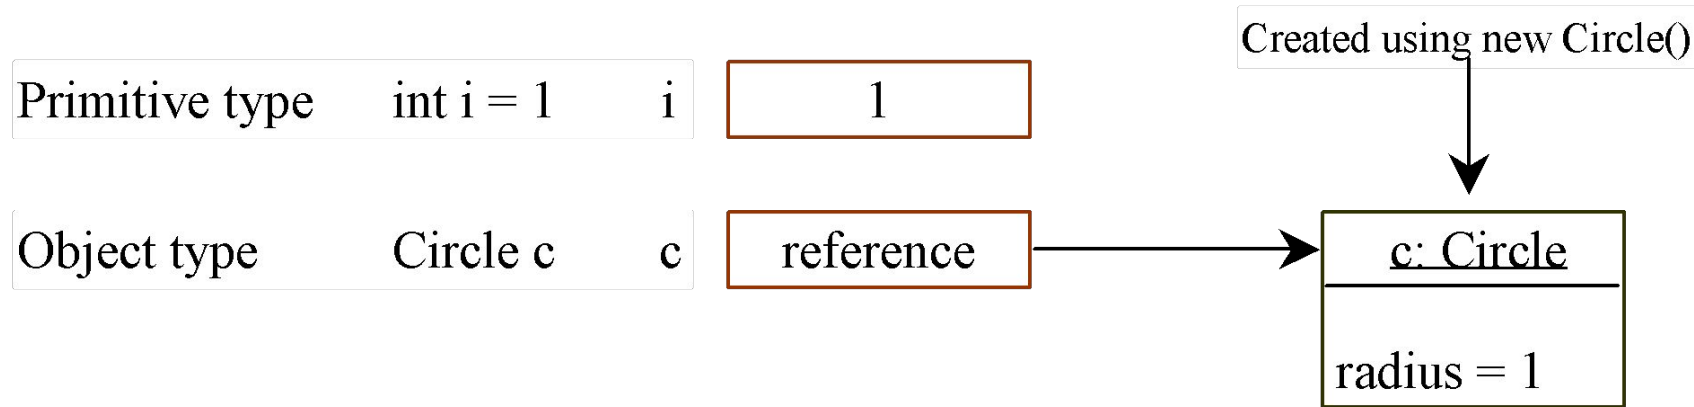 Created using new Circle()
Primitive type int i = 1 i 1
Object type Circle c c reference c: Circle
radius = 1